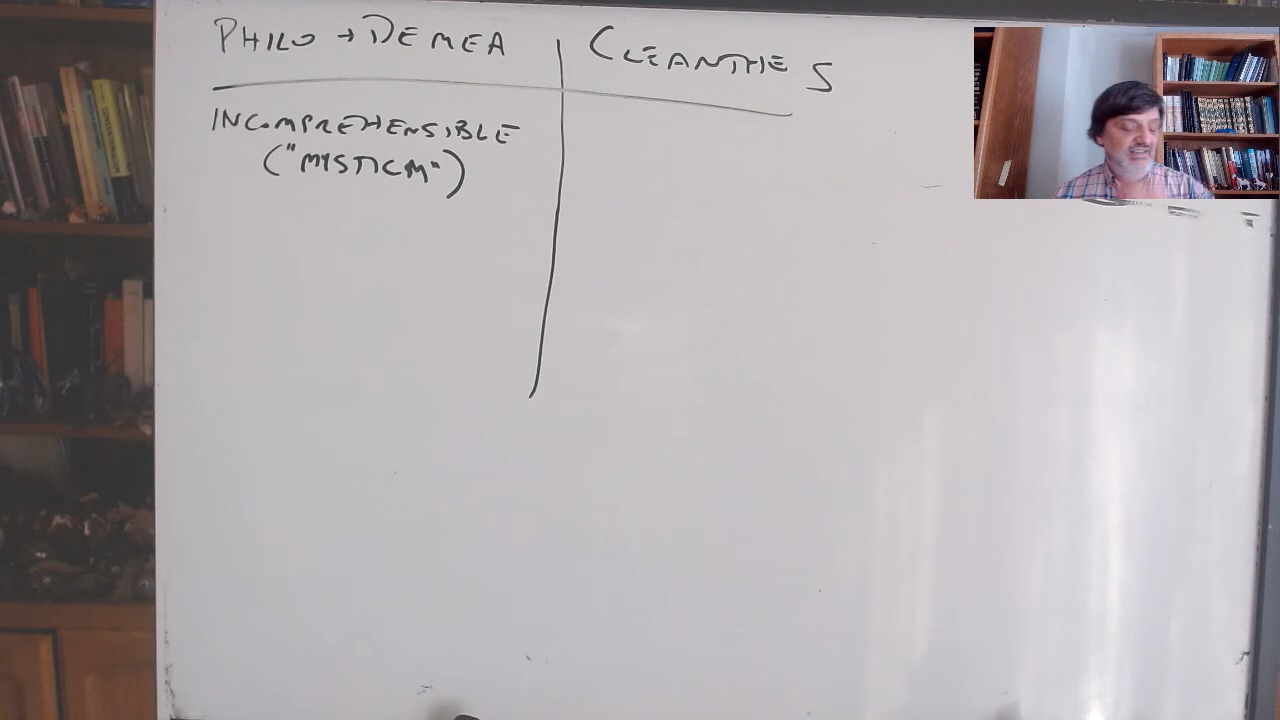 PHILO + DEMEA
CLEANTHES
INCOMPREHENSIBLE
("MYSTICM")